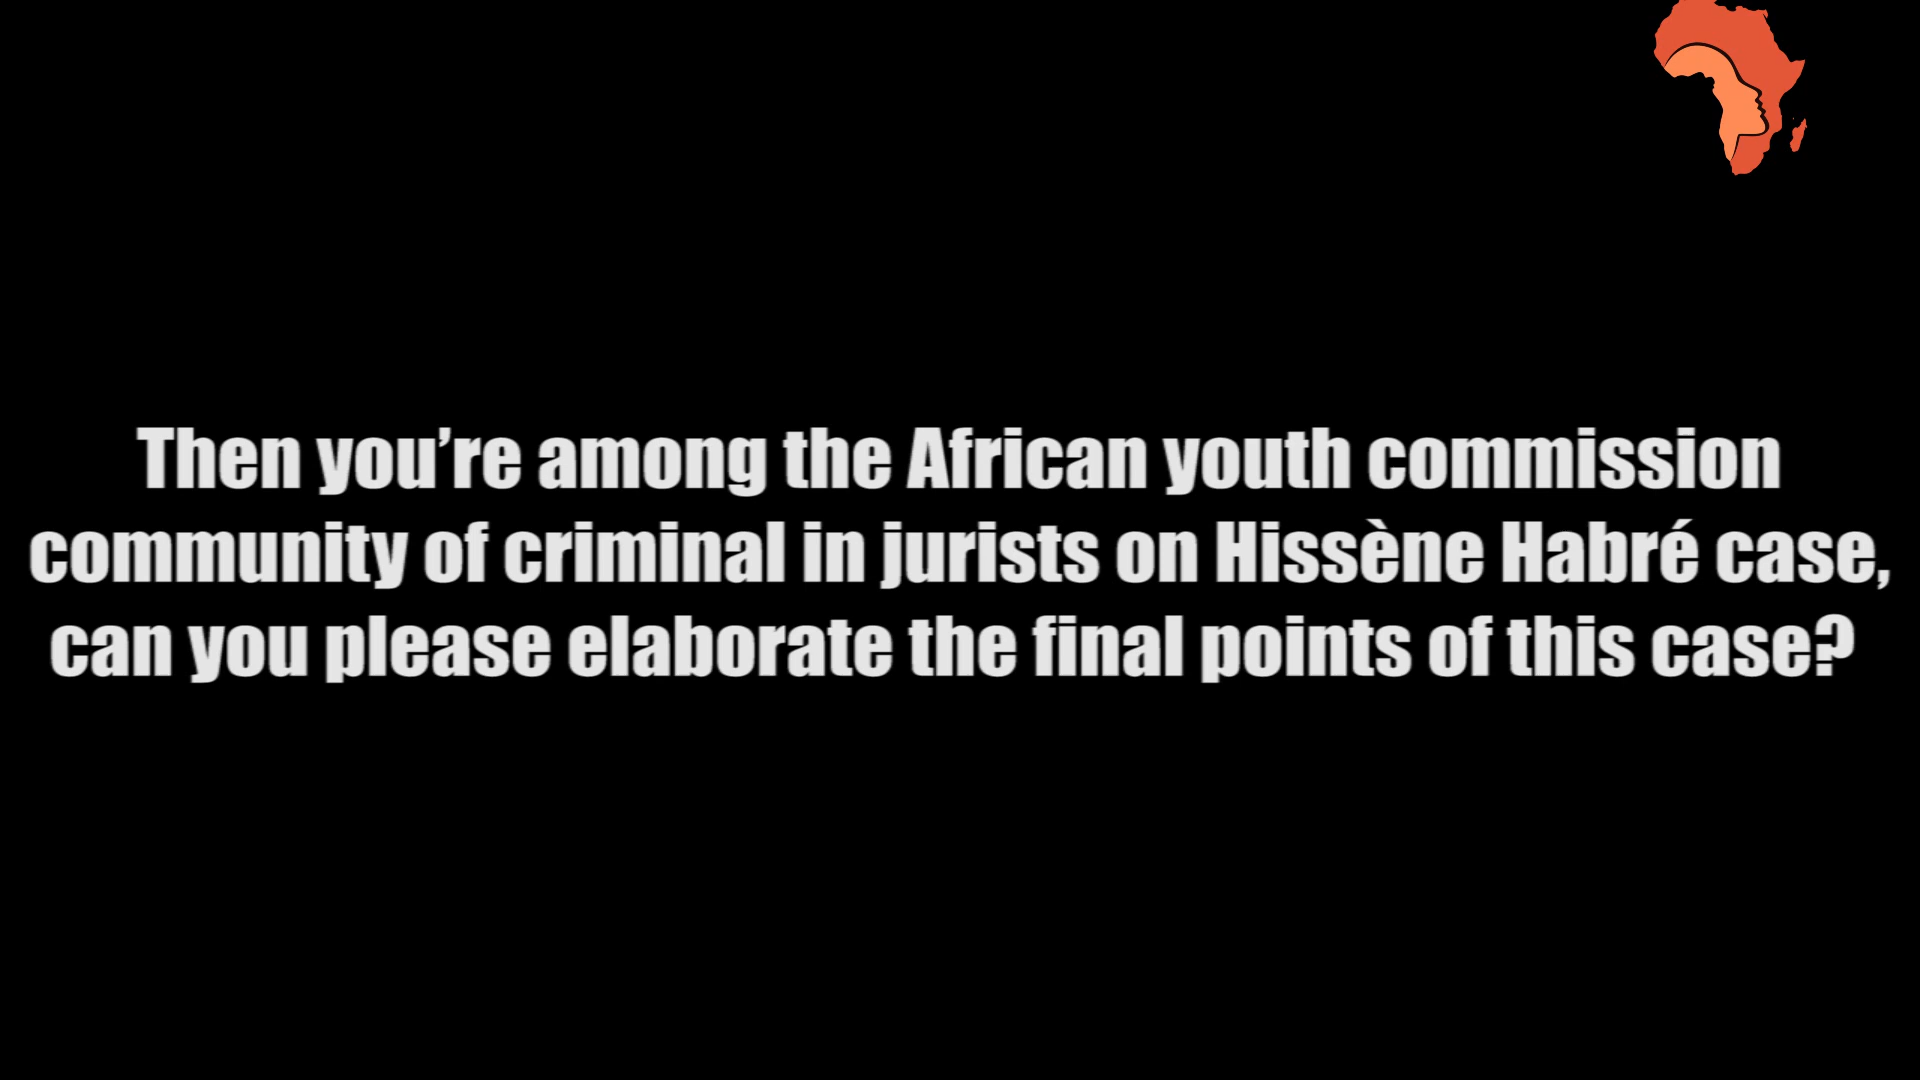 Then you’re among the African youth commission
community of criminal in jurists on Hissène Habré case,
can you please elaborate the final points of this case?